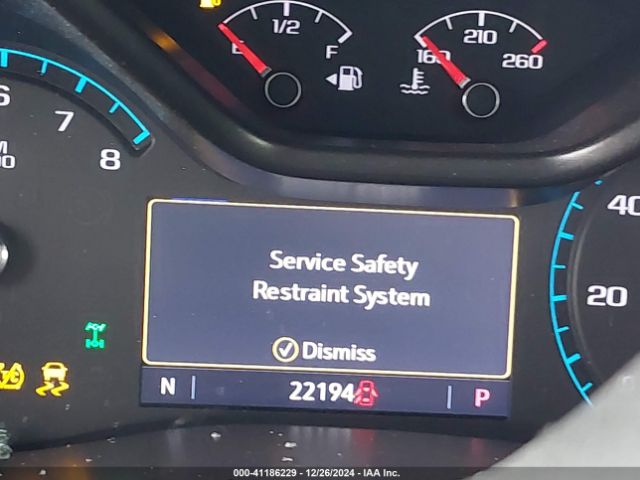 1/2
E
F
160
210
260
6
7
8
40
20
Service Safety
Restraint System
Dismiss
N
22194
P
000-41186229 • 12/26/2024 • IAA Inc.